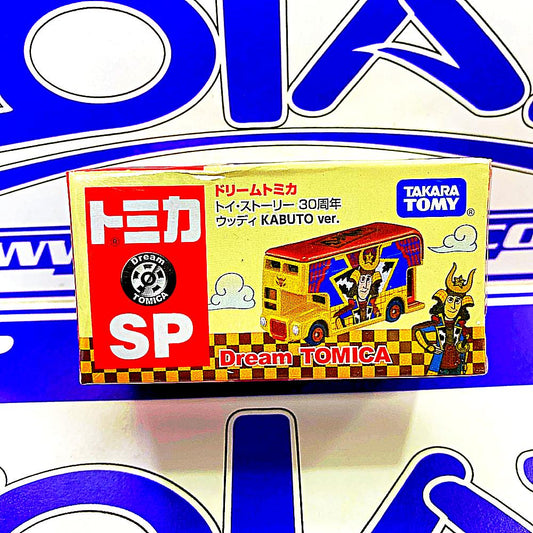 トミカ
Dream
TOMICA
SP
ドリームトミカ
トイ・ストーリー 30周年
ウッディ KABUTO ver.
TAKARA
TOMY
®
Dream TOMICA